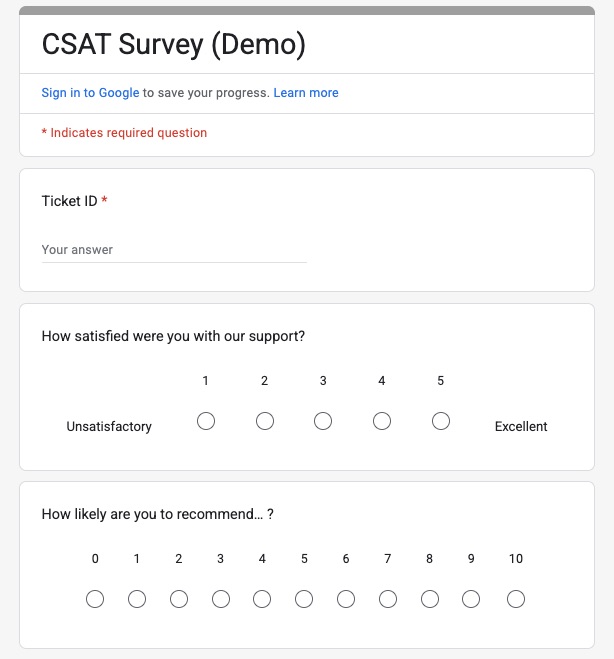 CSAT Survey (Demo)
Sign in to Google to save your progress. Learn more
* Indicates required question
Ticket ID *
Your answer
How satisfied were you with our support?
1 2 3 4 5
Unsatisfactory Excellent
How likely are you to recommend... ?
0 1 2 3 4 5 6 7 8 9 10